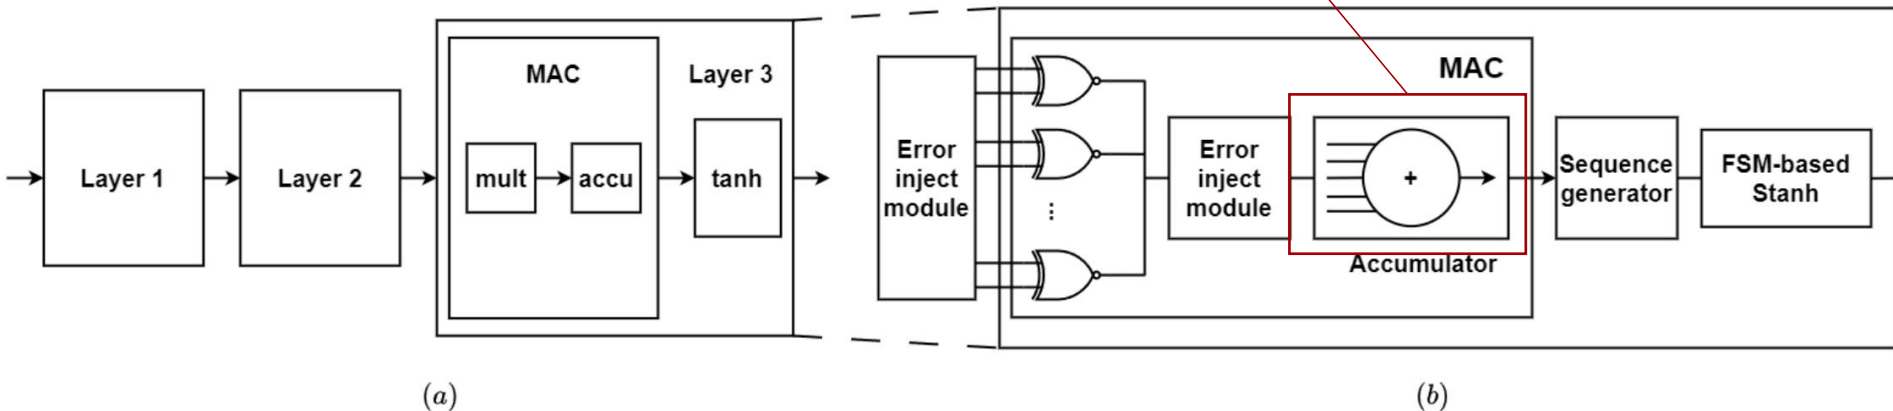 Layer 1
Layer 2
MAC
Layer 3
mult
accu
tanh
(a)
Error
inject
module
MAC
Error
inject
module
+
Accumulator
Sequence
generator
FSM-based
Stanh
(b)